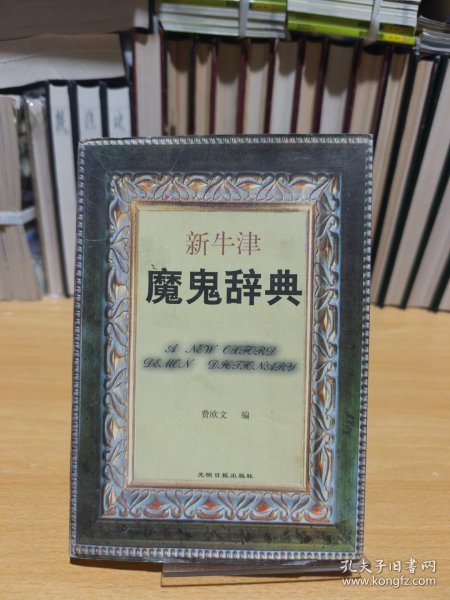 新牛津
魔鬼辞典
A NEW OXFORD
DEMON DICTIONARY
费欧文 编
光明日报出版社
孔夫子旧书网
www.kongfz.com